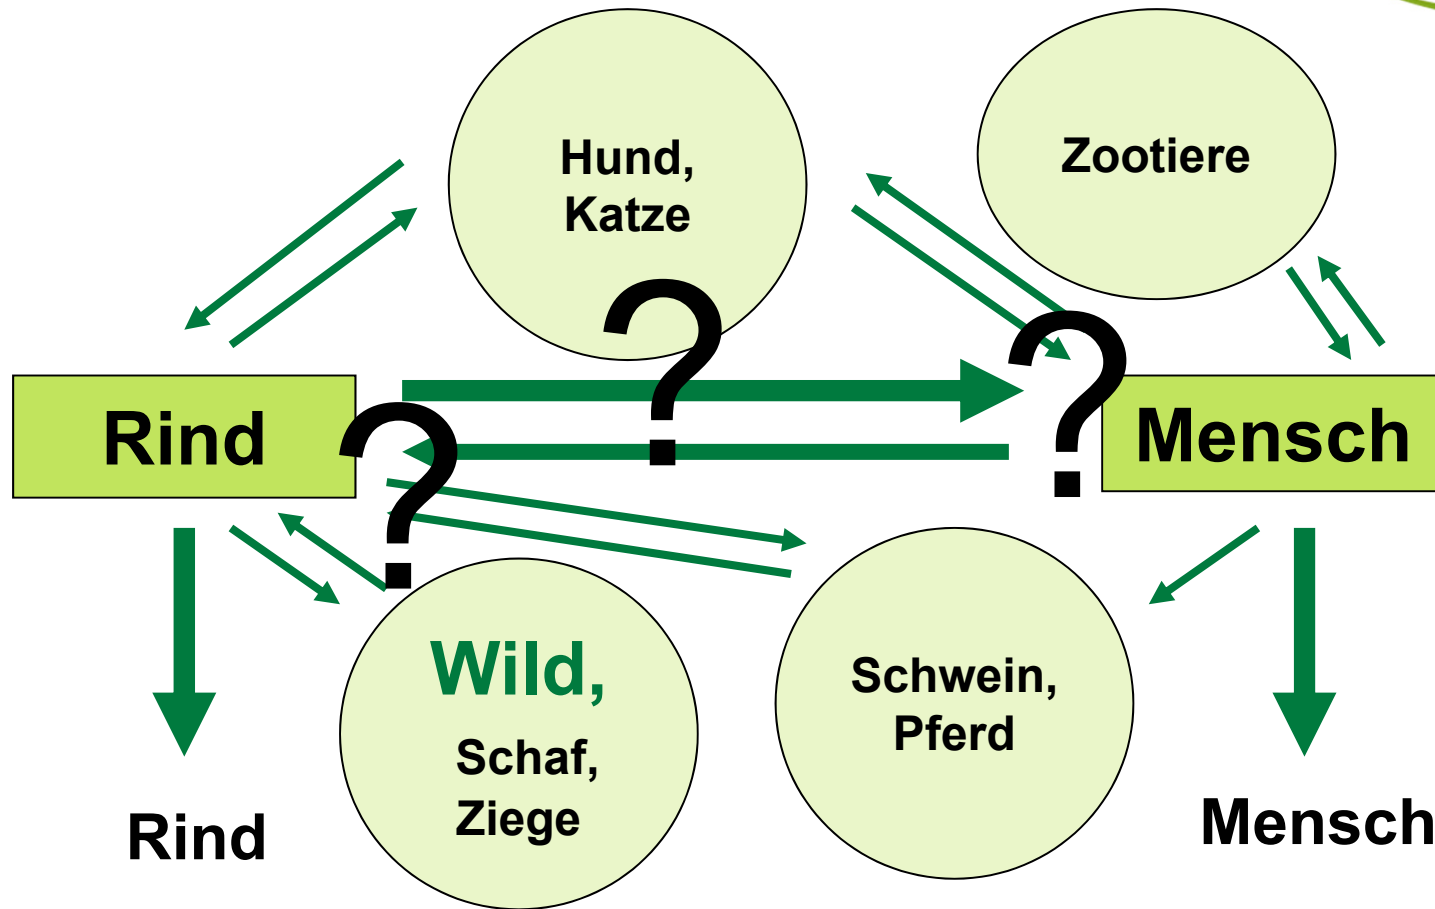 Hund,
Katze
Zootiere
?
?
?
Rind
Mensch
Wild,
Schaf,
Ziege
Schwein,
Pferd
Rind
Mensch